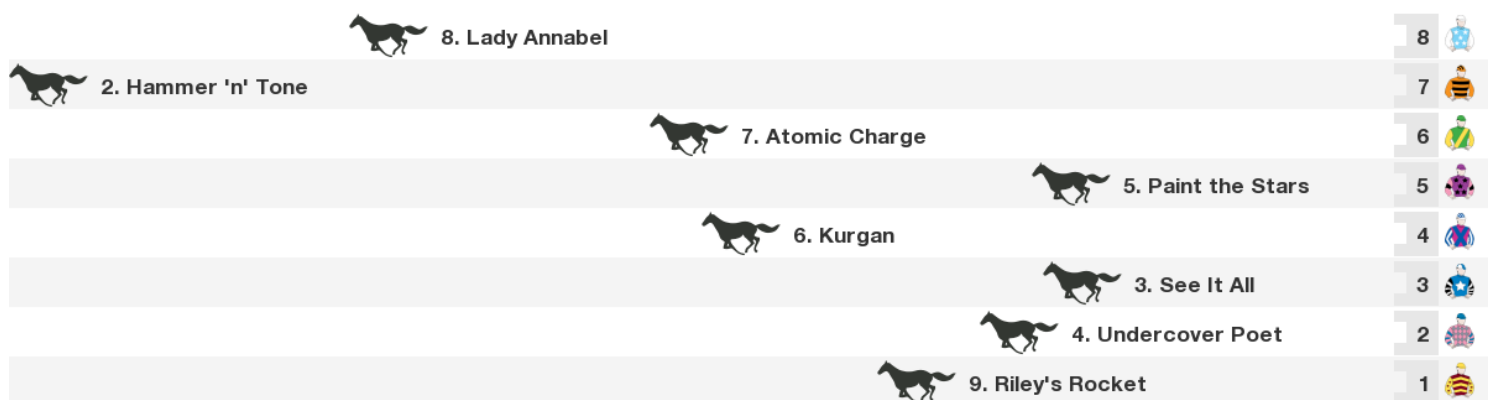 8. Lady Annabel 8
2. Hammer 'n' Tone 7
7. Atomic Charge 6
5. Paint the Stars 5
6. Kurgan 4
3. See It All 3
4. Undercover Poet 2
9. Riley's Rocket 1